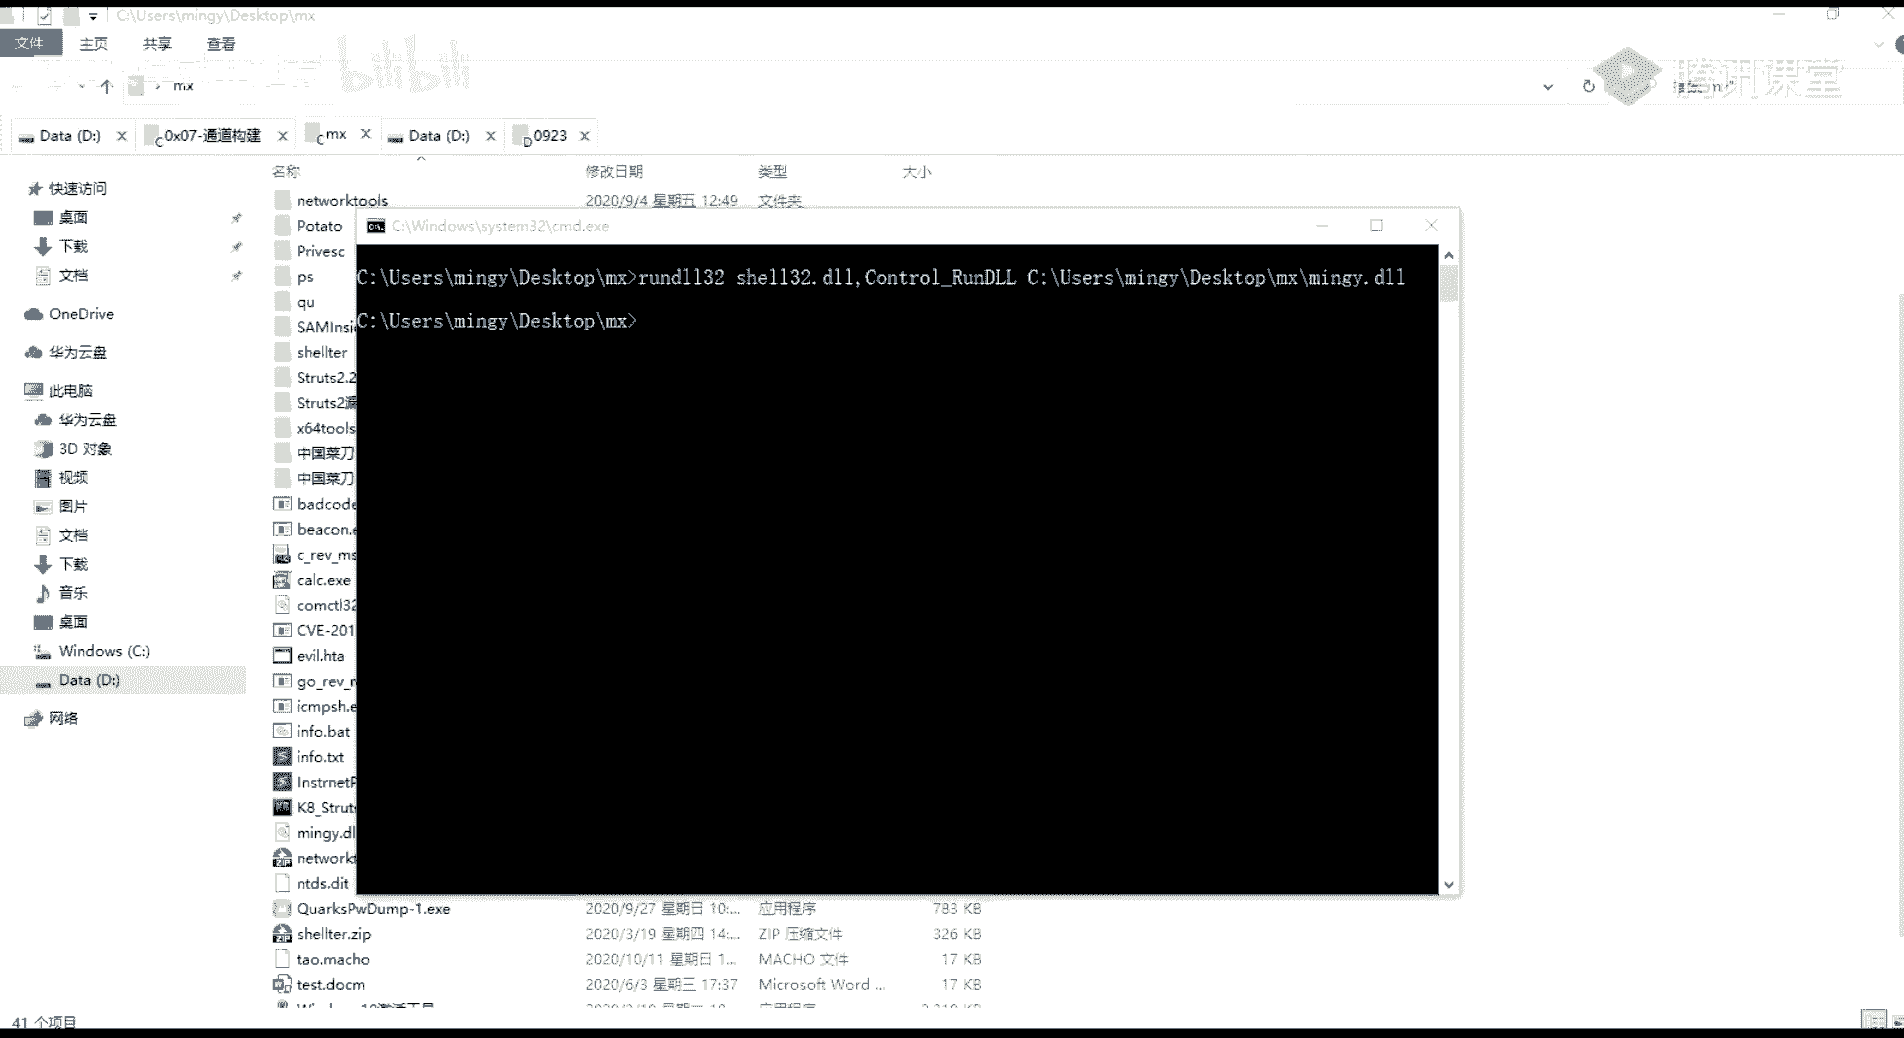 C:\Users\mingy\Desktop\mx
文件 主页 共享 查看
bilibili
mx
腾讯课堂
Data (D:) 0x07-通道构建 mx Data (D:) 0923
名称 修改日期 类型 大小
快速访问
桌面
下载
文档
OneDrive
华为云盘
此电脑
华为云盘
3D 对象
视频
图片
文档
下载
音乐
桌面
Windows (C:)
Data (D:)
网络
networktools 2020/9/4 星期五 12:49 文件夹
Potato
Privesc
ps
qu
SAMInsi
shellter
Struts2.2
Struts2漏
x64tools
中国菜刀
中国菜刀
badcode
beacon.e
c_rev_ms
calc.exe
comctl32
CVE-201
evil.hta
go_rev_r
icmpsh.e
info.bat
info.txt
InstrnetP
K8_Struts
mingy.dl
networkt
ntds.dit
QuarksPwDump-1.exe 2020/9/27 星期日 10:... 应用程序 783 KB
shellter.zip 2020/3/19 星期四 14:... ZIP 压缩文件 326 KB
tao.macho 2020/10/11 星期日 1... MACHO 文件 17 KB
test.docm 2020/6/3 星期三 17:37 Microsoft Word ... 17 KB
C:\Windows\system32\cmd.exe
C:\Users\mingy\Desktop\mx>rundll32 shell32.dll,Control_RunDLL C:\Users\mingy\Desktop\mx\mingy.dll
C:\Users\mingy\Desktop\mx>
41 个项目